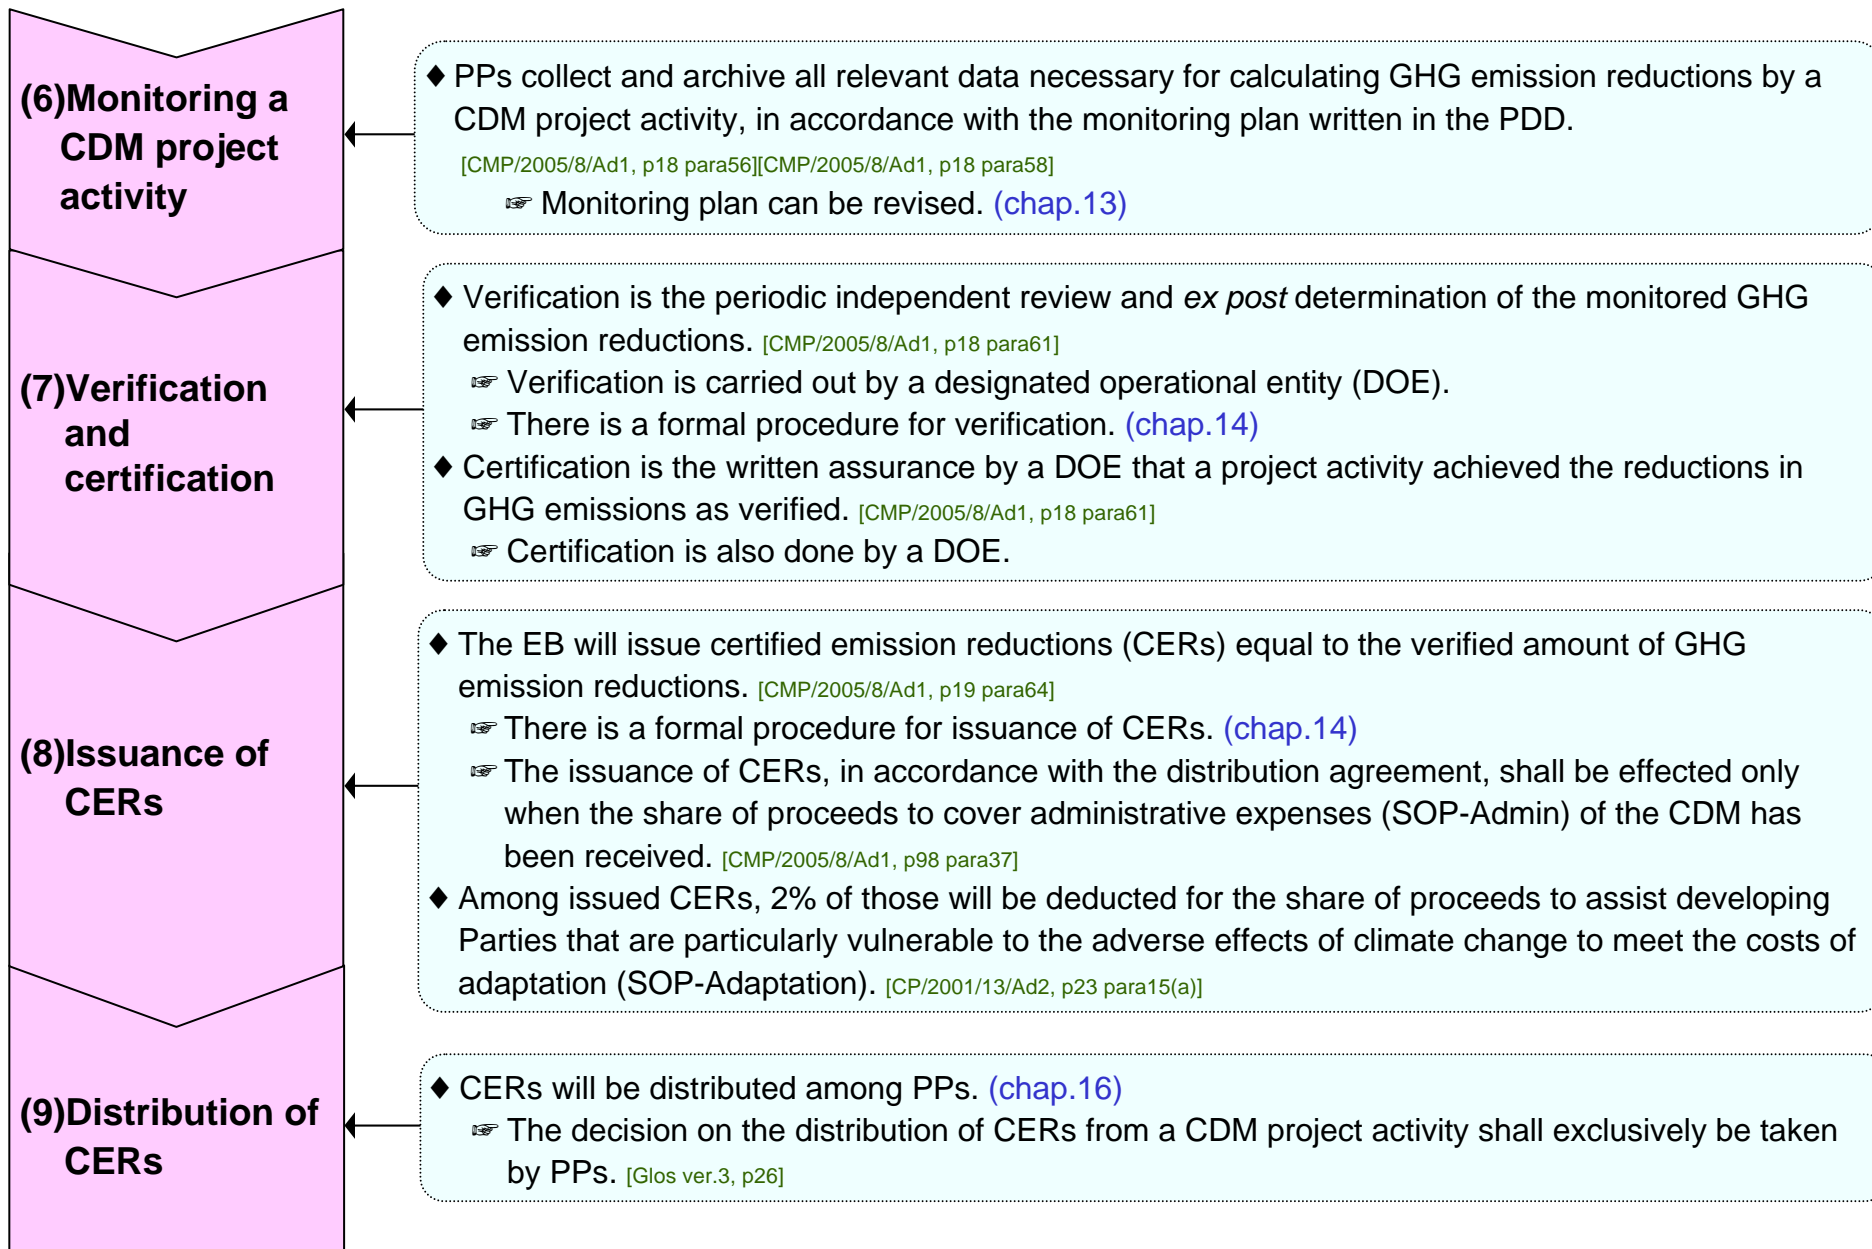 (6)Monitoring a
CDM project
activity
♦ PPs collect and archive all relevant data necessary for calculating GHG emission reductions by a
CDM project activity, in accordance with the monitoring plan written in the PDD.
[CMP/2005/8/Ad1, p18 para56][CMP/2005/8/Ad1, p18 para58]
☞ Monitoring plan can be revised. (chap.13)
(7)Verification
and
certification
♦ Verification is the periodic independent review and ex post determination of the monitored GHG
emission reductions. [CMP/2005/8/Ad1, p18 para61]
☞ Verification is carried out by a designated operational entity (DOE).
☞ There is a formal procedure for verification. (chap.14)
♦ Certification is the written assurance by a DOE that a project activity achieved the reductions in
GHG emissions as verified. [CMP/2005/8/Ad1, p18 para61]
☞ Certification is also done by a DOE.
(8)Issuance of
CERs
♦ The EB will issue certified emission reductions (CERs) equal to the verified amount of GHG
emission reductions. [CMP/2005/8/Ad1, p19 para64]
☞ There is a formal procedure for issuance of CERs. (chap.14)
☞ The issuance of CERs, in accordance with the distribution agreement, shall be effected only
when the share of proceeds to cover administrative expenses (SOP-Admin) of the CDM has
been received. [CMP/2005/8/Ad1, p98 para37]
♦ Among issued CERs, 2% of those will be deducted for the share of proceeds to assist developing
Parties that are particularly vulnerable to the adverse effects of climate change to meet the costs of
adaptation (SOP-Adaptation). [CP/2001/13/Ad2, p23 para15(a)]
(9)Distribution of
CERs
♦ CERs will be distributed among PPs. (chap.16)
☞ The decision on the distribution of CERs from a CDM project activity shall exclusively be taken
by PPs. [Glos ver.3, p26]